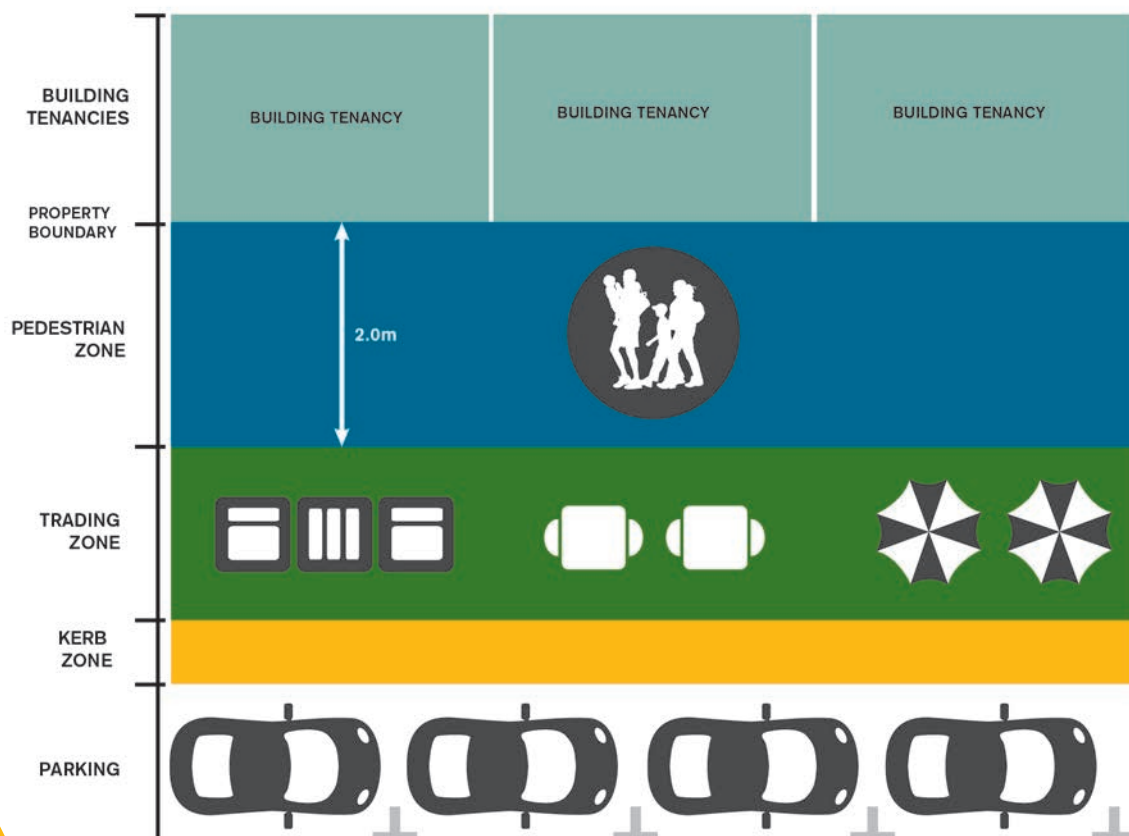 BUILDING
TENANCIES
BUILDING TENANCY
BUILDING TENANCY
BUILDING TENANCY
PROPERTY
BOUNDARY
PEDESTRIAN
ZONE
2.0m
TRADING
ZONE
KERB
ZONE
PARKING